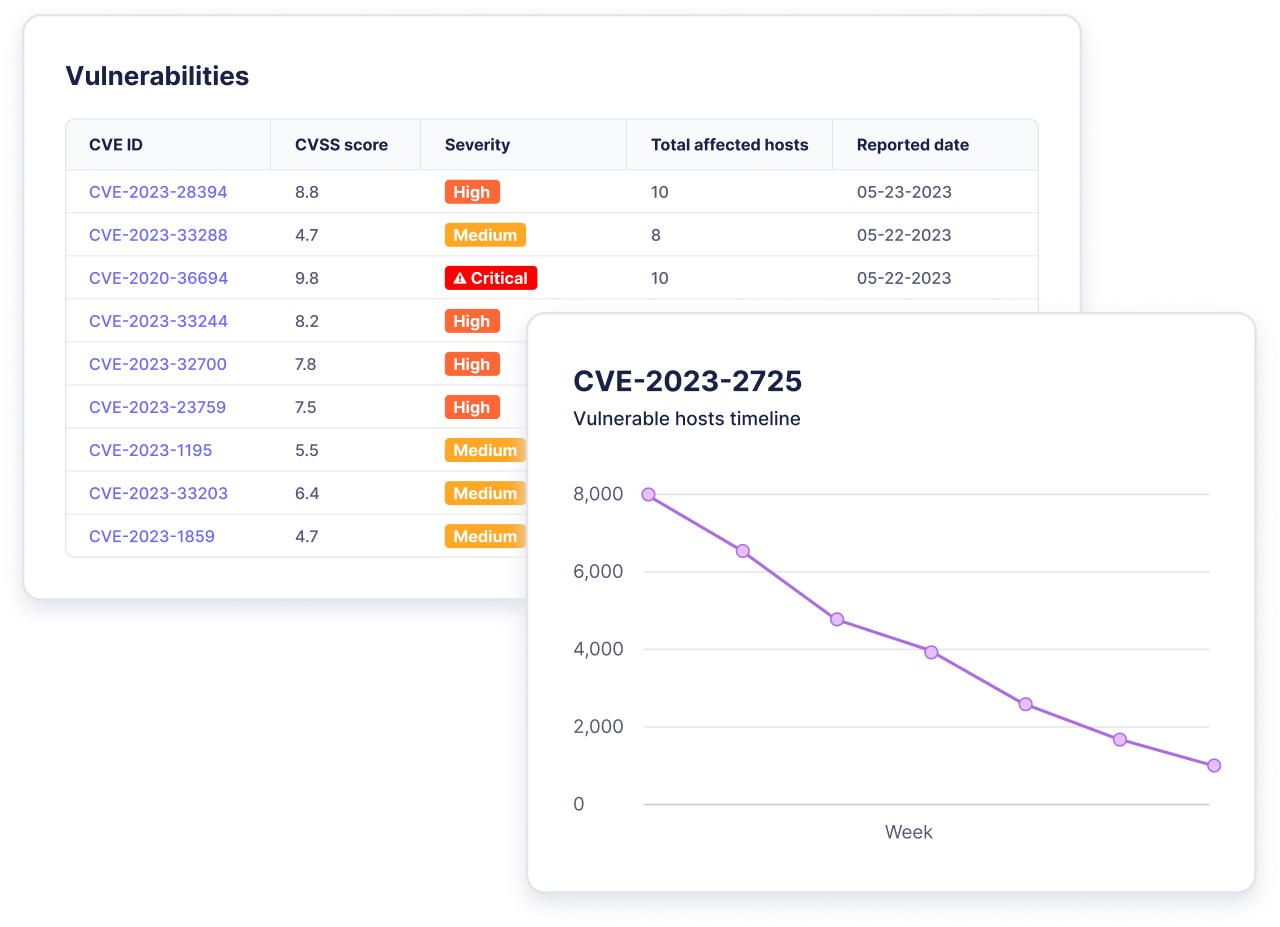 Vulnerabilities
CVE ID CVSS score Severity Total affected hosts Reported date
CVE-2023-28394 8.8 High 10 05-23-2023
CVE-2023-33288 4.7 Medium 8 05-22-2023
CVE-2020-36694 9.8 Critical 10 05-22-2023
CVE-2023-33244 8.2 High
CVE-2023-32700 7.8 High
CVE-2023-23759 7.5 High
CVE-2023-1195 5.5 Medium
CVE-2023-33203 6.4 Medium
CVE-2023-1859 4.7 Medium
CVE-2023-2725
Vulnerable hosts timeline
8,000
6,000
4,000
2,000
0
Week